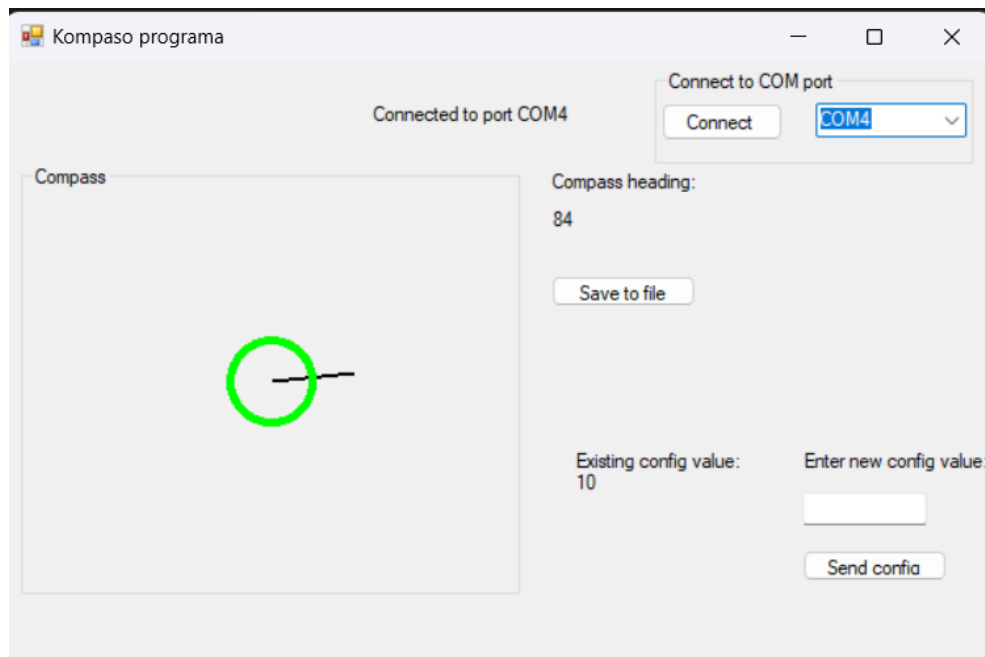 Kompaso programa
Connect to COM port
Connected to port COM4
Connect
COM4
Compass
Compass heading:
84
Save to file
Existing config value:
10
Enter new config value:
Send config